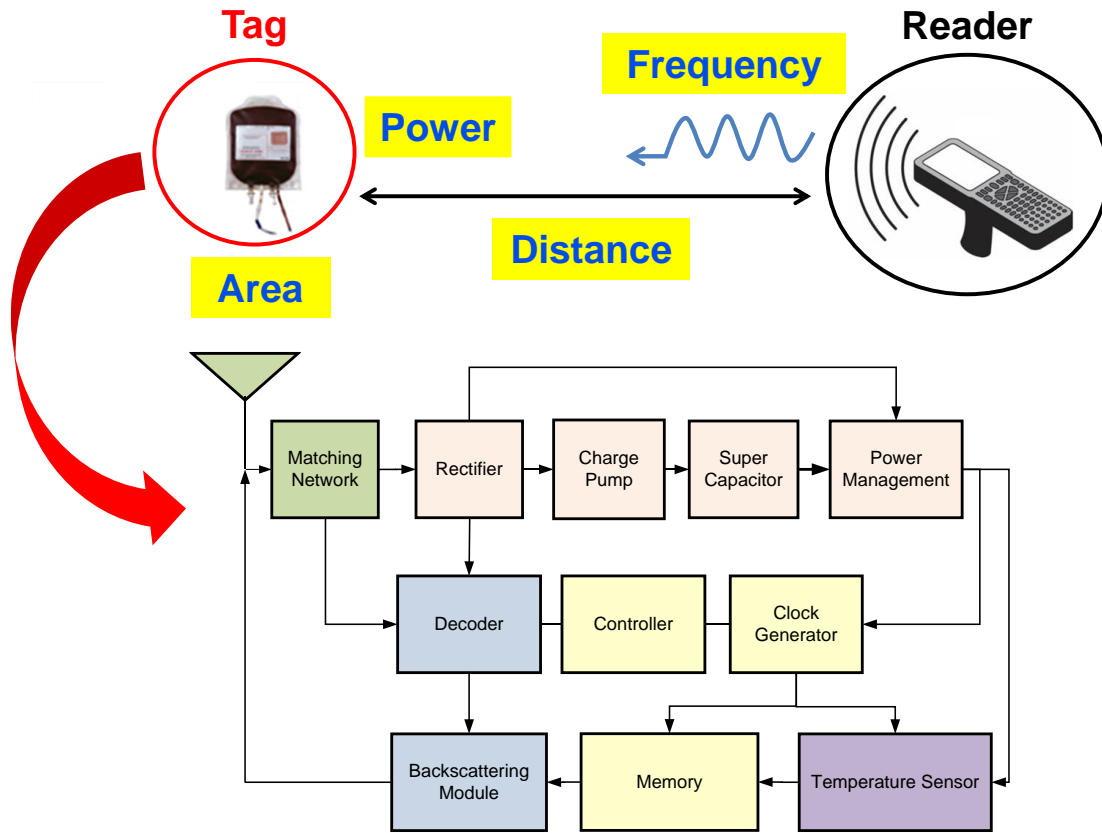 Tag
Reader
Frequency
Power
Distance
Area
Matching
Network
Rectifier
Charge
Pump
Super
Capacitor
Power
Management
Decoder
Controller
Clock
Generator
Backscattering
Module
Memory
Temperature Sensor